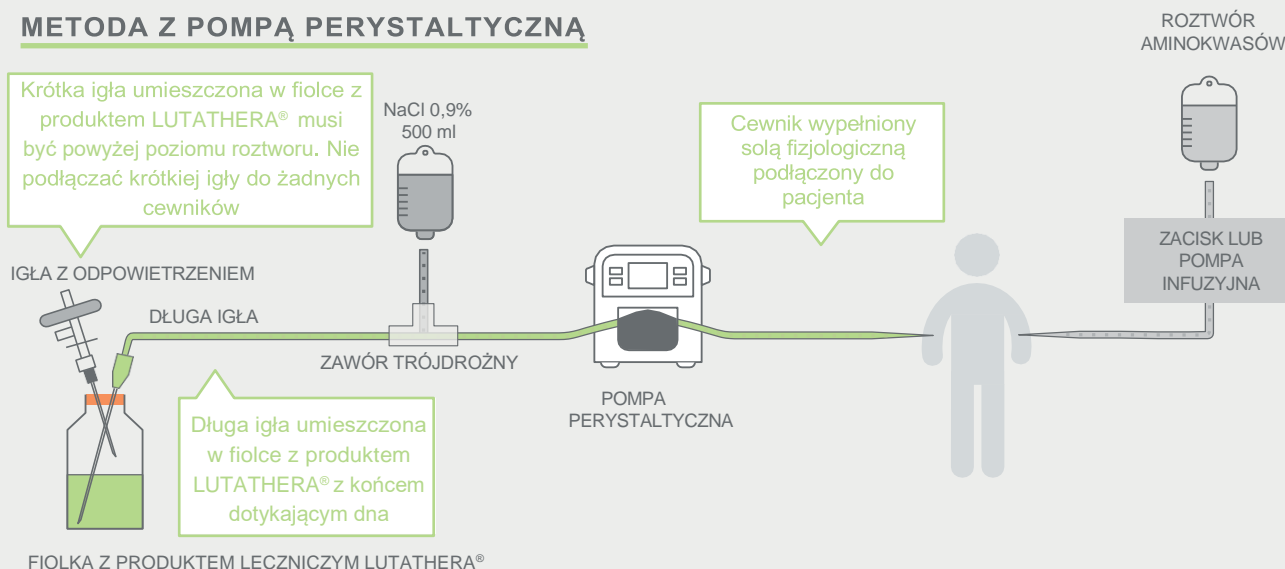 METODA Z POMPĄ PERYSTALTYCZNĄ
ROZTWÓR
AMINOKWASÓW
Krótka igła umieszczona w fiolce z
produktem LUTATHERA® musi
być powyżej poziomu roztworu. Nie
podłączać krótkiej igły do żadnych
cewników
NaCl 0,9%
500 ml
Cewnik wypełniony
solą fizjologiczną
podłączony do
pacjenta
ZACISK LUB
POMPA
INFUZYJNA
IGŁA Z ODPOWIETRZENIEM
DŁUGA IGŁA
ZAWÓR TRÓJDROŻNY
POMPA
PERYSTALTYCZNA
Długa igła umieszczona
w fiolce z produktem
LUTATHERA® z końcem
dotykającym dna
FIOLKA Z PRODUKTEM LECZNICZYM LUTATHERA®